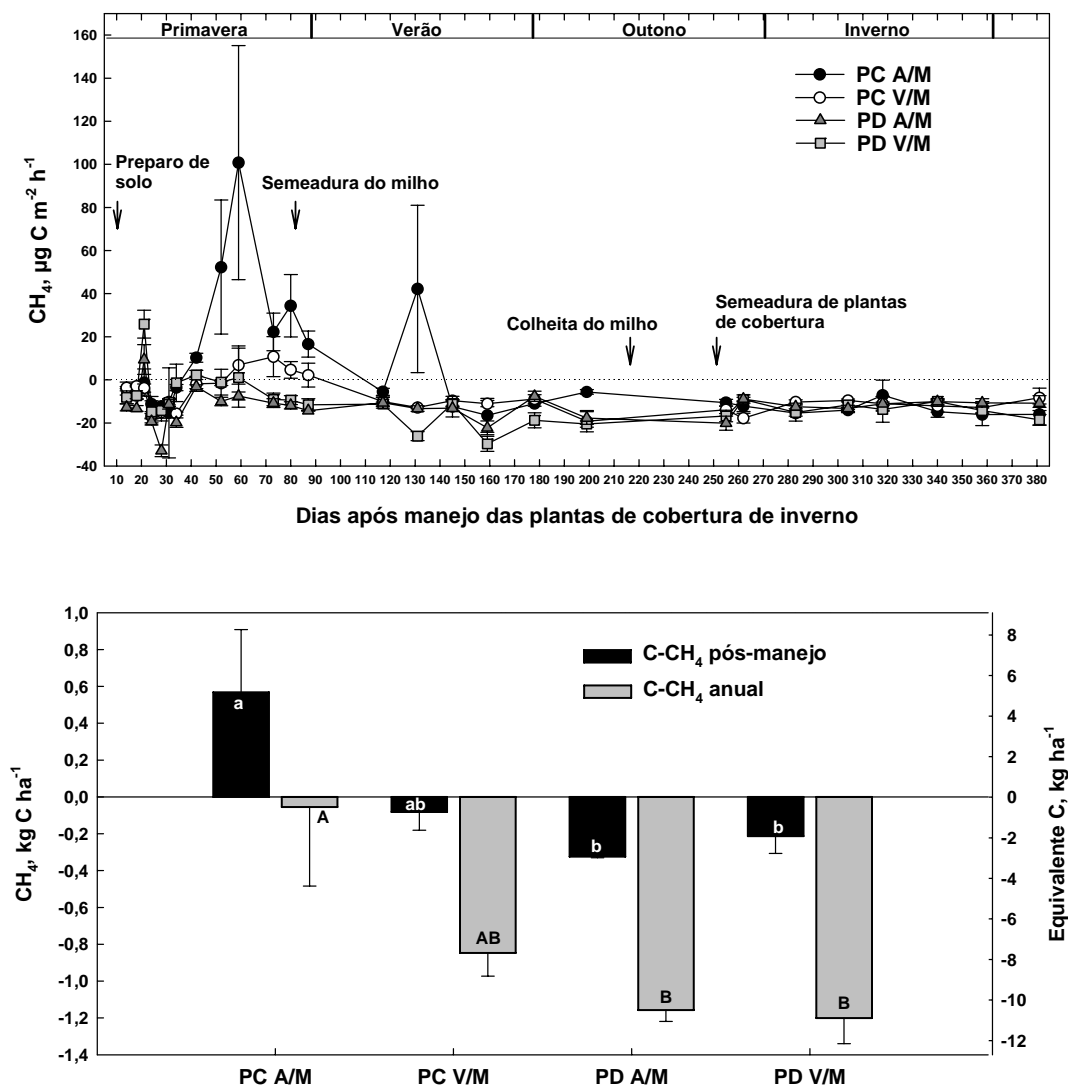 Primavera Verão Outono Inverno
160
140
120
100
80
60
40
20
0
-20
-40
CH₄, µg C m⁻² h⁻¹
PC A/M
PC V/M
PD A/M
PD V/M
Preparo de
solo
Semeadura do milho
Colheita do milho
Semeadura de plantas
de cobertura
10 20 30 40 50 60 70 80 90 100 110 120 130 140 150 160 170 180 190 200 210 220 230 240 250 260 270 280 290 300 310 320 330 340 350 360 370 380
Dias após manejo das plantas de cobertura de inverno
1,0
0,8
0,6
0,4
0,2
0,0
-0,2
-0,4
-0,6
-0,8
-1,0
-1,2
-1,4
CH₄, kg C ha⁻¹
C-CH₄ pós-manejo
C-CH₄ anual
a
A
ab
AB
b
B
b
B
8
6
4
2
0
-2
-4
-6
-8
-10
-12
Equivalente C, kg ha⁻¹
PC A/M PC V/M PD A/M PD V/M